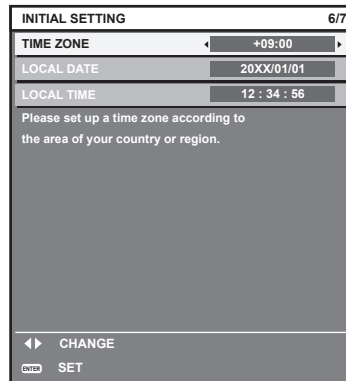 INITIAL SETTING 6/7
TIME ZONE +09:00
LOCAL DATE 20XX/01/01
LOCAL TIME 12 : 34 : 56
Please set up a time zone according to
the area of your country or region.
CHANGE
ENTER SET